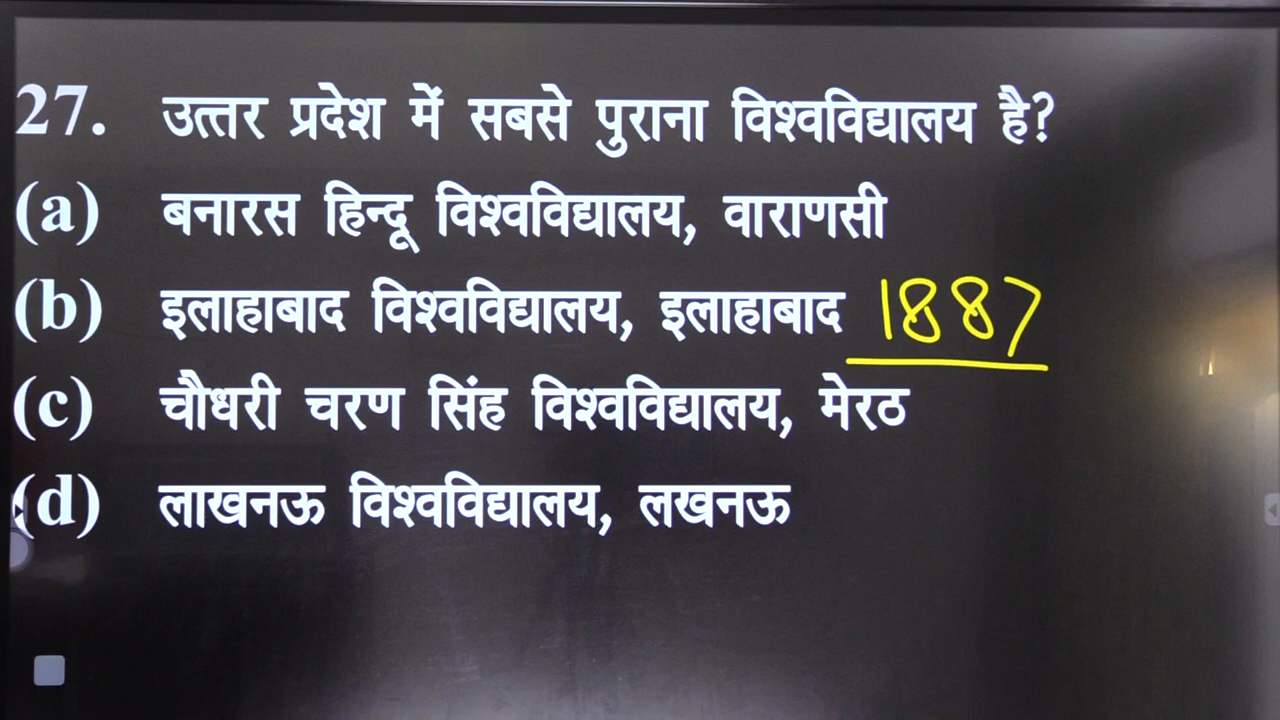 27. उत्तर प्रदेश में सबसे पुराना विश्वविद्यालय है?
(a) बनारस हिन्दू विश्वविद्यालय, वाराणसी
(b) इलाहाबाद विश्वविद्यालय, इलाहाबाद 1887
(c) चौधरी चरण सिंह विश्वविद्यालय, मेरठ
(d) लाखनऊ विश्वविद्यालय, लखनऊ